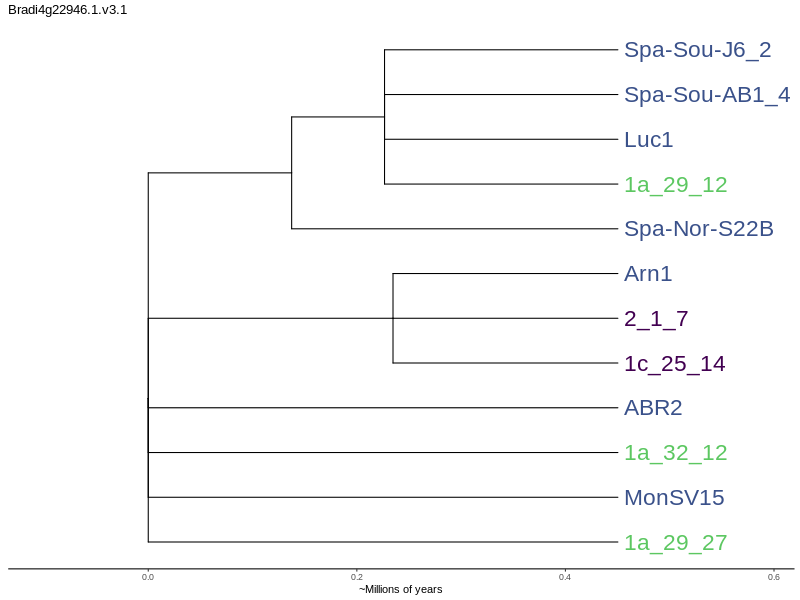 Bradi4g22946.1.v3.1
Spa-Sou-J6_2
Spa-Sou-AB1_4
Luc1
1a_29_12
Spa-Nor-S22B
Arn1
2_1_7
1c_25_14
ABR2
1a_32_12
MonSV15
1a_29_27
0.0 0.2 0.4 0.6
~Millions of years